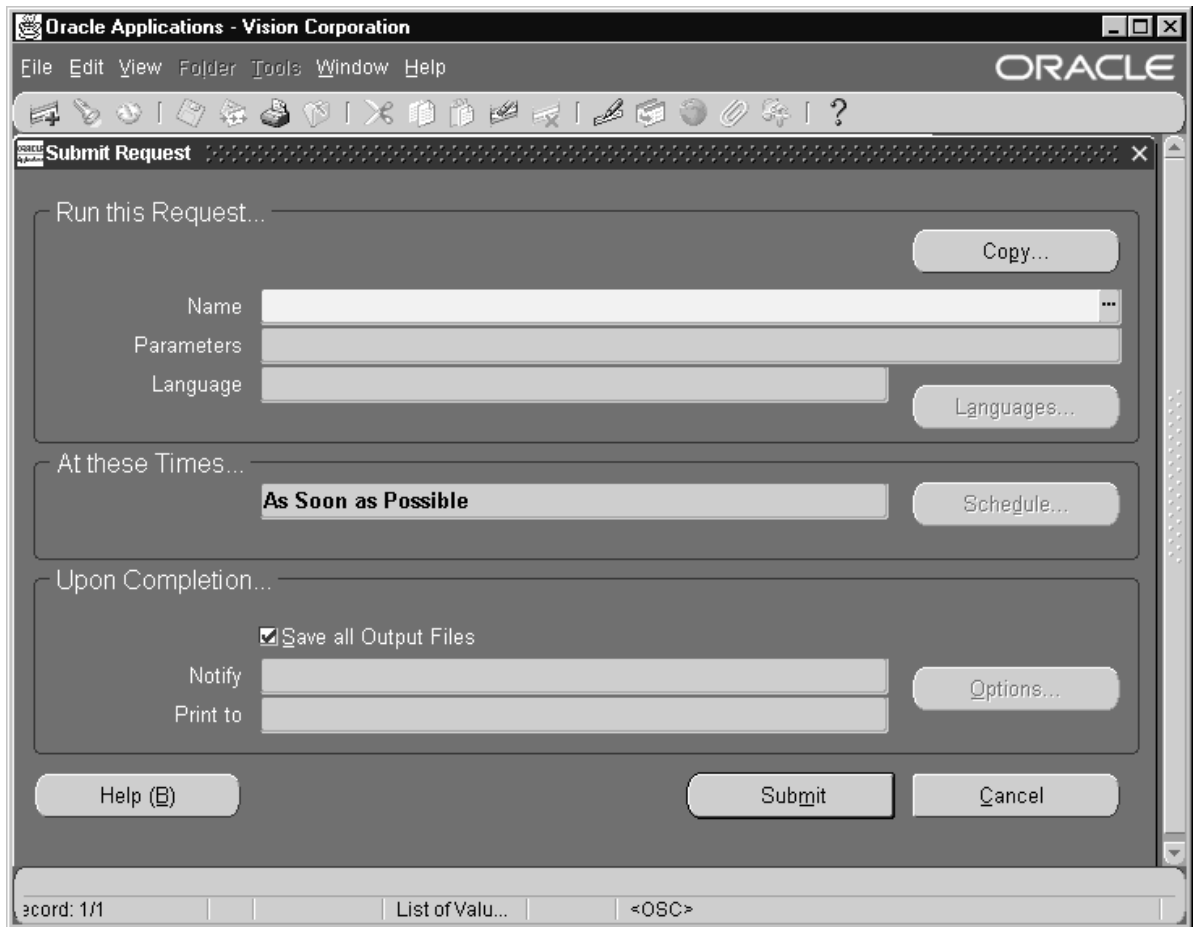 Oracle Applications - Vision Corporation
File Edit View Folder Tools Window Help
ORACLE
?
Submit Request
Run this Request...
Copy...
Name
...
Parameters
Language
Languages...
At these Times...
As Soon as Possible
Schedule...
Upon Completion...
Save all Output Files
Notify
Options...
Print to
Help (B)
Submit
Cancel
ecord: 1/1
List of Valu...
<OSC>